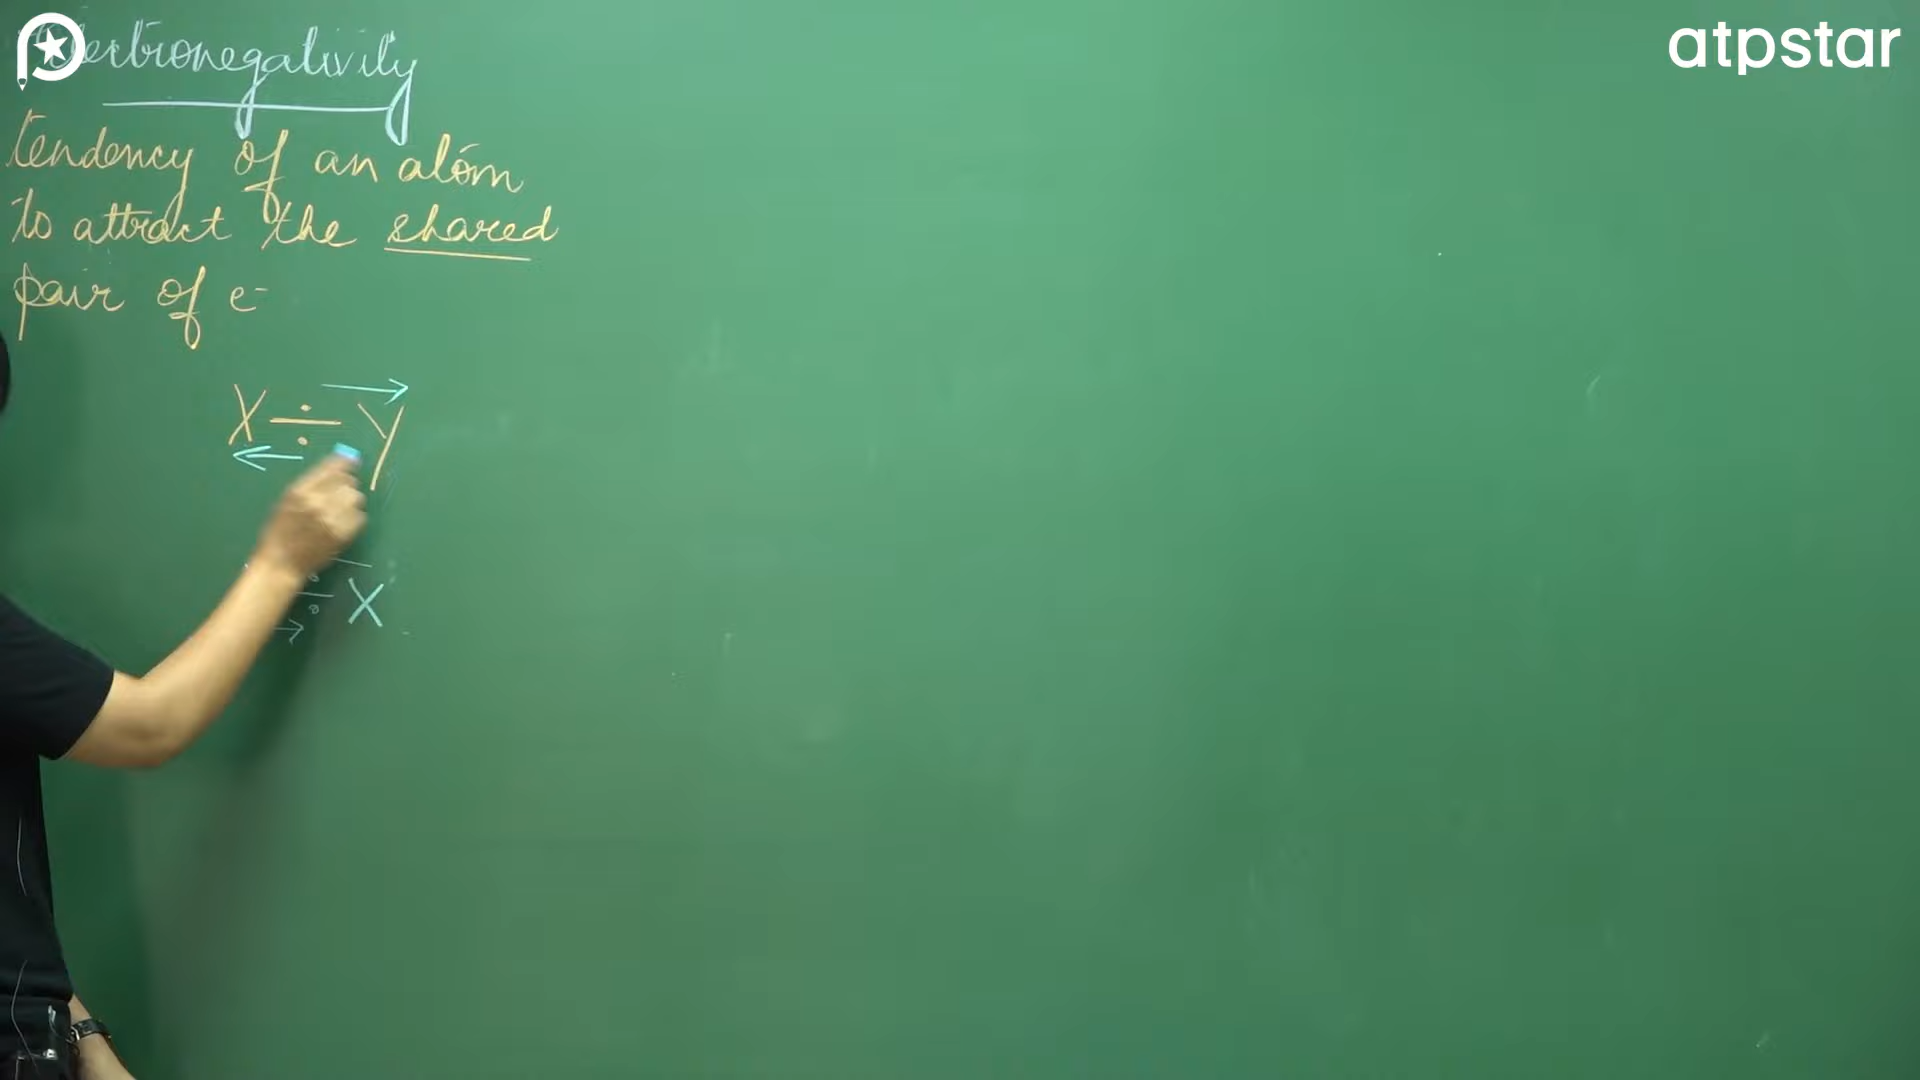 atpstar
Electronegativity
tendency of an atom
to attract the shared
pair of e⁻
X Y
X